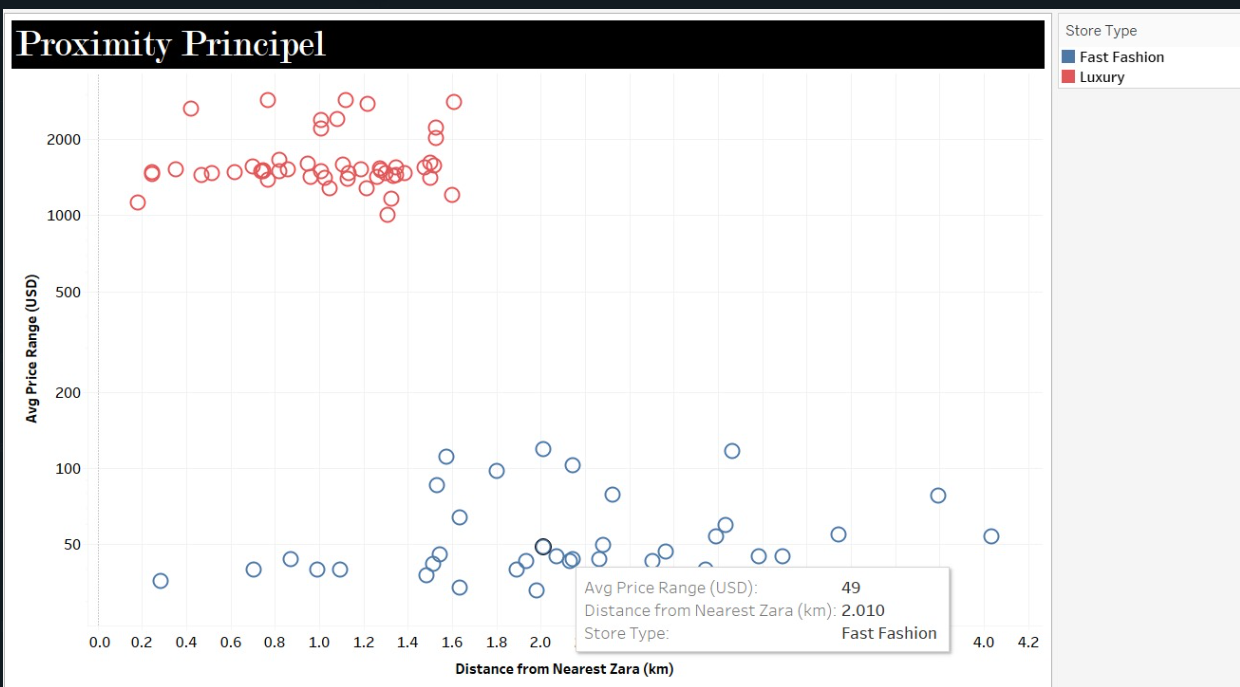 Proximity Principel
Store Type
Fast Fashion
Luxury
2000
1000
500
200
100
50
Avg Price Range (USD)
Avg Price Range (USD): 49
Distance from Nearest Zara (km): 2.010
Store Type: Fast Fashion
0.0 0.2 0.4 0.6 0.8 1.0 1.2 1.4 1.6 1.8 2.0 4.0 4.2
Distance from Nearest Zara (km)